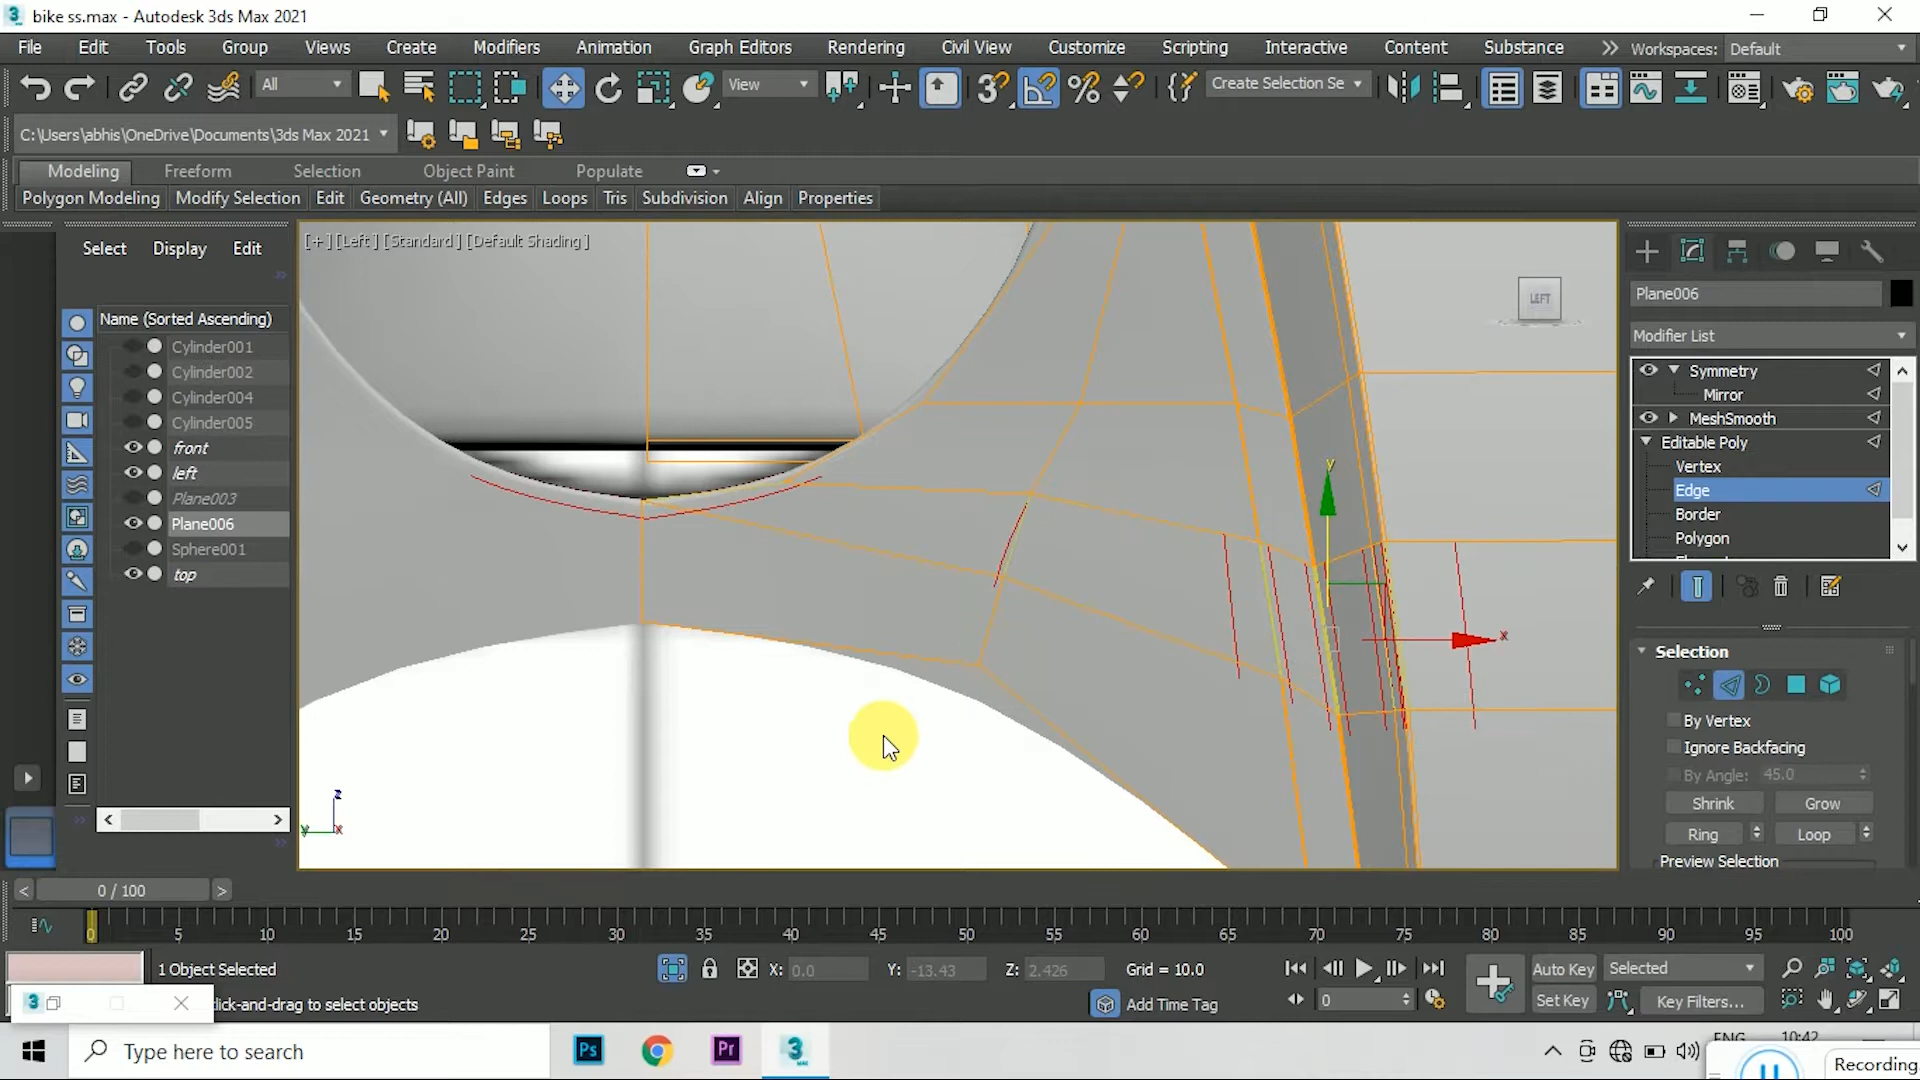 bike ss.max - Autodesk 3ds Max 2021
File Edit Tools Group Views Create Modifiers Animation Graph Editors Rendering Civil View Customize Scripting Interactive Content Substance Workspaces: Default
All View Create Selection Se
C:\Users\abhis\OneDrive\Documents\3ds Max 2021
Modeling Freeform Selection Object Paint Populate
Polygon Modeling Modify Selection Edit Geometry (All) Edges Loops Tris Subdivision Align Properties
Select Display Edit
[+] [Left] [Standard] [Default Shading]
Name (Sorted Ascending)
Cylinder001
Cylinder002
Cylinder004
Cylinder005
front
left
Plane003
Plane006
Sphere001
top
LEFT
y
x
z
y x
Plane006
Modifier List
Symmetry
Mirror
MeshSmooth
Editable Poly
Vertex
Edge
Border
Polygon
Selection
By Vertex
Ignore Backfacing
By Angle: 45.0
Shrink Grow
Ring Loop
Preview Selection
< 0 / 100 >
0 5 10 15 20 25 30 35 40 45 50 55 60 65 70 75 80 85 90 95 100
1 Object Selected
X: 0.0 Y: -13.43 Z: 2.426 Grid = 10.0
Auto Key Selected
lick-and-drag to select objects
Add Time Tag
0
Set Key Key Filters...
Type here to search
Ps Pr 3
ENG 10:42
Recording